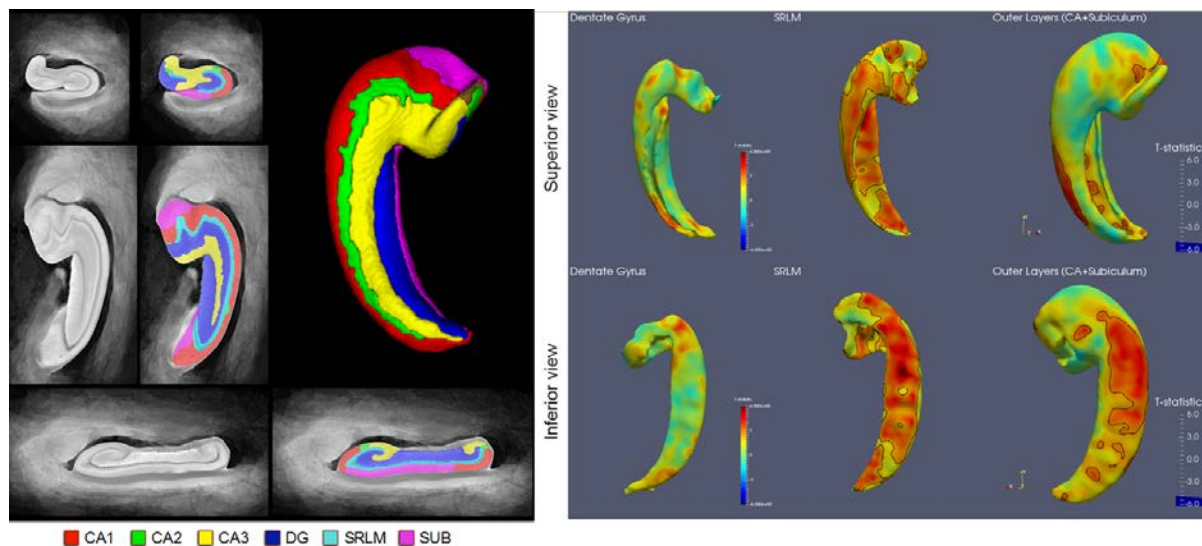 Dentate Gyrus SRLM Outer Layers (CA+Subiculum)
Superior view
T-statistic
T-statistic
6.0
3.0
0.0
-3.0
-6.0
Dentate Gyrus SRLM Outer Layers (CA+Subiculum)
Inferior view
T-statistic
6.0
3.0
0.0
-3.0
-6.0
CA1 CA2 CA3 DG SRLM SUB